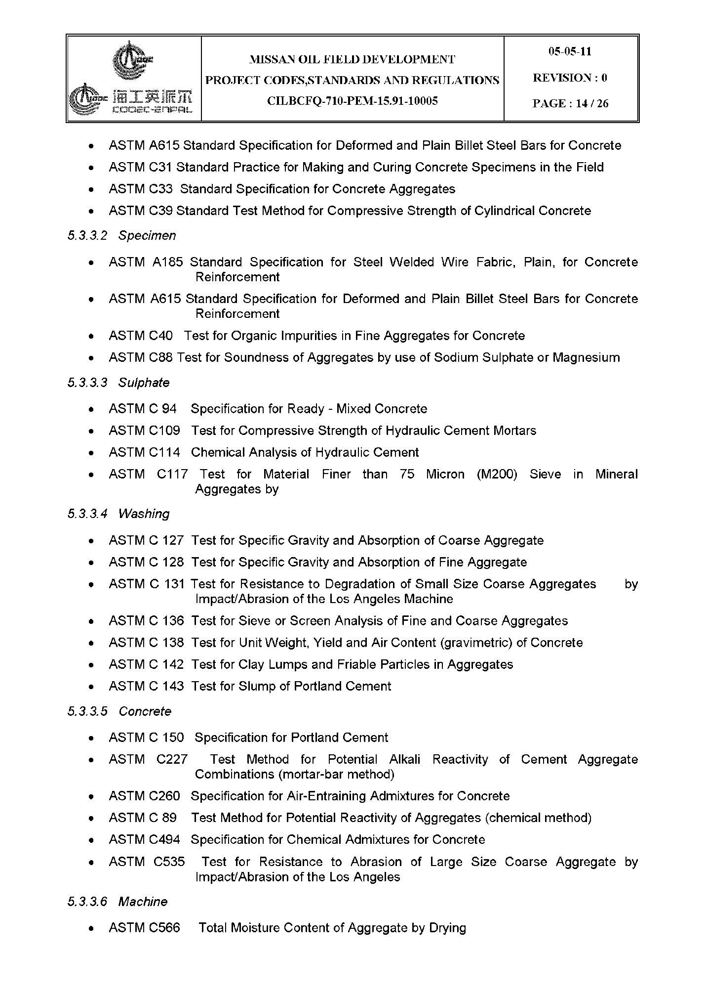 COOOC
COOOC 海工英派尔
COOEC-ENPAL
MISSAN OIL FIELD DEVELOPMENT
PROJECT CODES,STANDARDS AND REGULATIONS
CILBCFQ-710-PEM-15.91-10005
05-05-11
REVISION : 0
PAGE : 14 / 26
• ASTM A615 Standard Specification for Deformed and Plain Billet Steel Bars for Concrete
• ASTM C31 Standard Practice for Making and Curing Concrete Specimens in the Field
• ASTM C33 Standard Specification for Concrete Aggregates
• ASTM C39 Standard Test Method for Compressive Strength of Cylindrical Concrete
5.3.3.2 Specimen
• ASTM A185 Standard Specification for Steel Welded Wire Fabric, Plain, for Concrete
Reinforcement
• ASTM A615 Standard Specification for Deformed and Plain Billet Steel Bars for Concrete
Reinforcement
• ASTM C40 Test for Organic Impurities in Fine Aggregates for Concrete
• ASTM C88 Test for Soundness of Aggregates by use of Sodium Sulphate or Magnesium
5.3.3.3 Sulphate
• ASTM C 94 Specification for Ready - Mixed Concrete
• ASTM C109 Test for Compressive Strength of Hydraulic Cement Mortars
• ASTM C114 Chemical Analysis of Hydraulic Cement
• ASTM C117 Test for Material Finer than 75 Micron (M200) Sieve in Mineral
Aggregates by
5.3.3.4 Washing
• ASTM C 127 Test for Specific Gravity and Absorption of Coarse Aggregate
• ASTM C 128 Test for Specific Gravity and Absorption of Fine Aggregate
• ASTM C 131 Test for Resistance to Degradation of Small Size Coarse Aggregates by
Impact/Abrasion of the Los Angeles Machine
• ASTM C 136 Test for Sieve or Screen Analysis of Fine and Coarse Aggregates
• ASTM C 138 Test for Unit Weight, Yield and Air Content (gravimetric) of Concrete
• ASTM C 142 Test for Clay Lumps and Friable Particles in Aggregates
• ASTM C 143 Test for Slump of Portland Cement
5.3.3.5 Concrete
• ASTM C 150 Specification for Portland Cement
• ASTM C227 Test Method for Potential Alkali Reactivity of Cement Aggregate
Combinations (mortar-bar method)
• ASTM C260 Specification for Air-Entraining Admixtures for Concrete
• ASTM C 89 Test Method for Potential Reactivity of Aggregates (chemical method)
• ASTM C494 Specification for Chemical Admixtures for Concrete
• ASTM C535 Test for Resistance to Abrasion of Large Size Coarse Aggregate by
Impact/Abrasion of the Los Angeles
5.3.3.6 Machine
• ASTM C566 Total Moisture Content of Aggregate by Drying